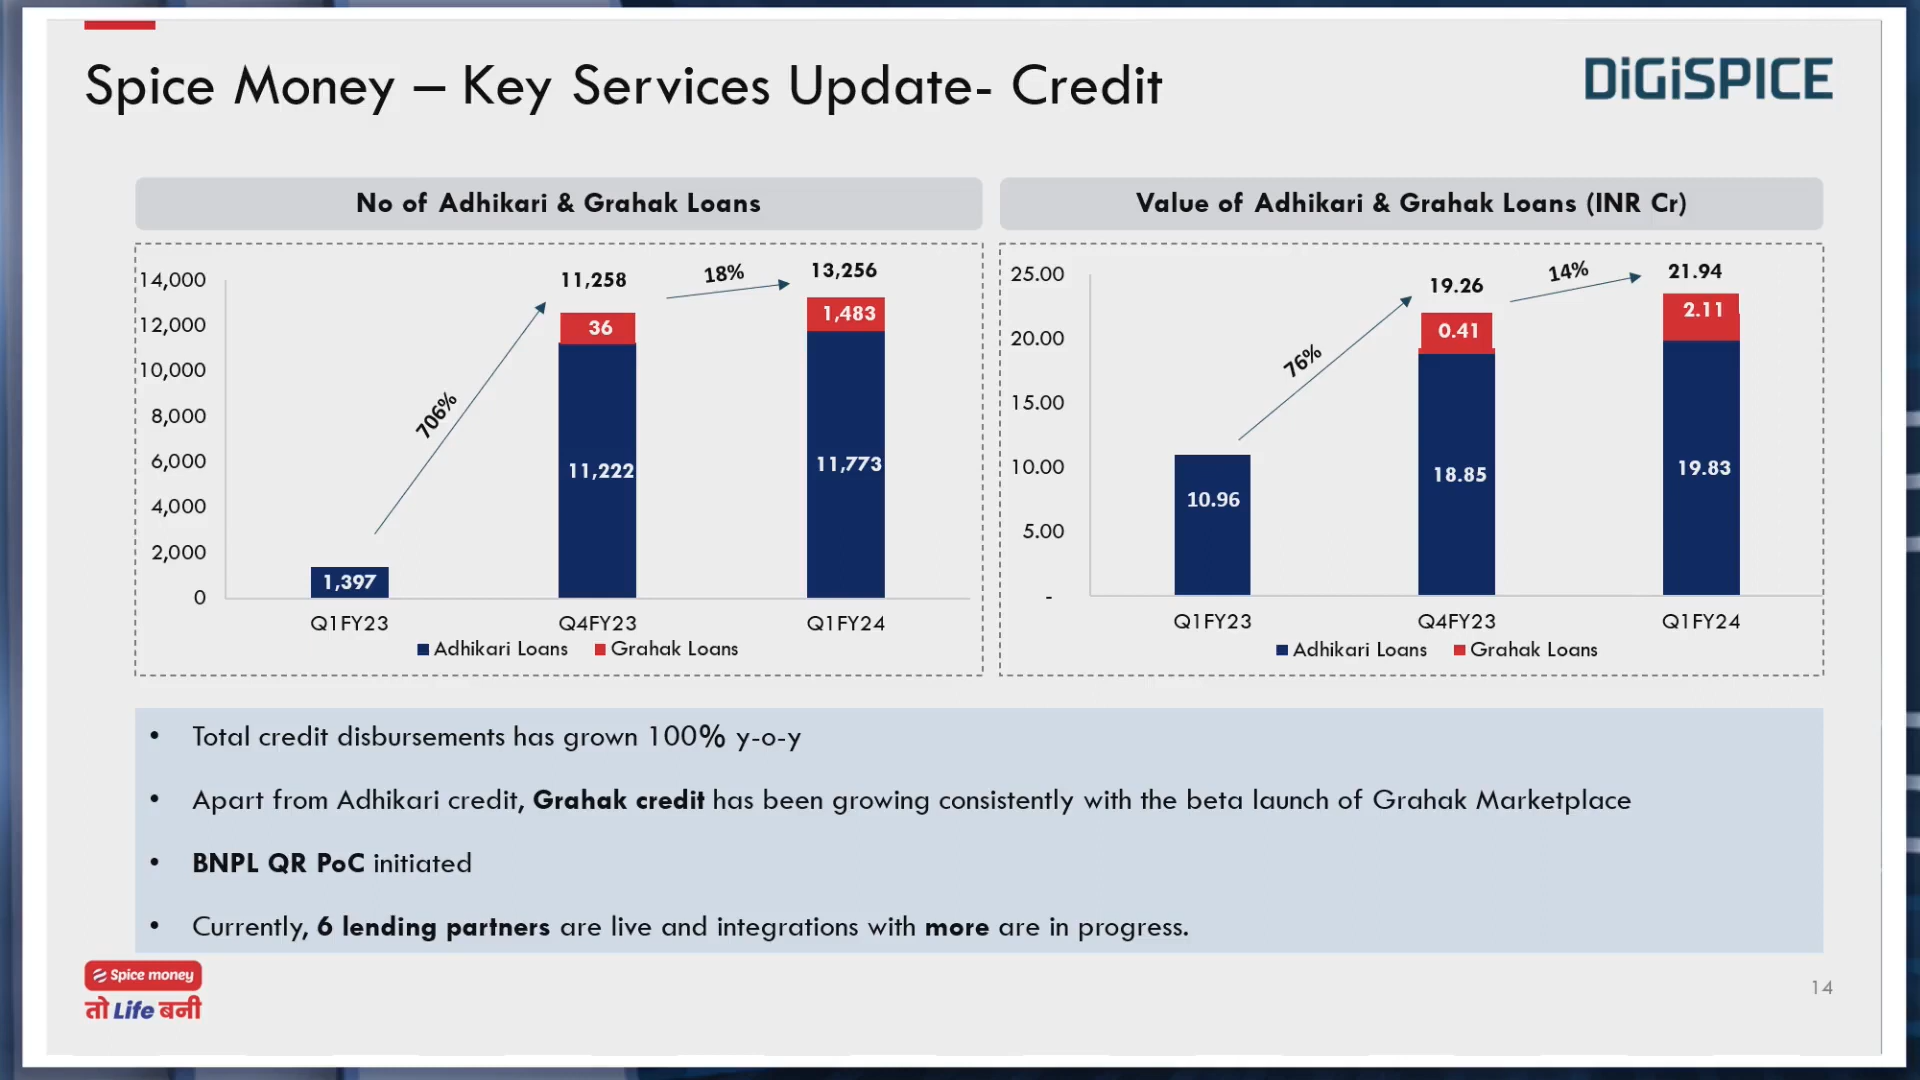 Spice Money – Key Services Update- Credit
DiGiSPICE
No of Adhikari & Grahak Loans
14,000
12,000
10,000
8,000
6,000
4,000
2,000
0
706%
11,258
18%
13,256
36
1,483
11,222
11,773
1,397
Q1FY23
Q4FY23
Q1FY24
Adhikari Loans
Grahak Loans
Value of Adhikari & Grahak Loans (INR Cr)
25.00
20.00
15.00
10.00
5.00
-
76%
19.26
14%
21.94
0.41
2.11
10.96
18.85
19.83
Q1FY23
Q4FY23
Q1FY24
Adhikari Loans
Grahak Loans
• Total credit disbursements has grown 100% y-o-y
• Apart from Adhikari credit, Grahak credit has been growing consistently with the beta launch of Grahak Marketplace
• BNPL QR PoC initiated
• Currently, 6 lending partners are live and integrations with more are in progress.
Spice money
तो Life बनी
14